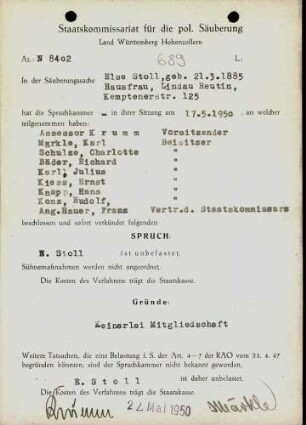 Staatskommissariat für die pol. Säuberung
Land Württemberg Hohenzollern
Az.: N 8402
689
L:
In der Säuberungssache
Else Stoll, geb. 21.3.1885
Hausfrau, Lindau Reutin,
Kemptenerstr. 125
hat die Spruchkammer - in ihrer Sitzung am 17.5.1950 an welcher
teilgenommen haben:
Assessor Krumm Vorsitzender
Märkle, Karl Beisitzer
Schulze, Charlotte "
Bäder, Richard "
Karl, Julius "
Kiess, Ernst "
Knapp, Hans "
Kons, Rudolf, "
Ang. Hauer, Franz Vertr.d. Staatskommissars
beschlossen und sofort verkündet folgenden
SPRUCH:
E. Stoll
ist unbelastet.
Sühnemaßnahmen werden nicht angeordnet.
Die Kosten des Verfahrens trägt die Staatskasse.
Gründe:
Keinerlei Mitgliedschaft
Weitere Tatsachen, die eine Belastung i. S. der Art. 4-7 der RAO vom 25. 4. 47
begründen könnten, sind der Spruchkammer nicht bekannt geworden,
E. Stoll ist daher unbelastet.
Die Kosten des Verfahrens trägt die Staatskasse.
Krumm
24. Mai 1950
Märkle